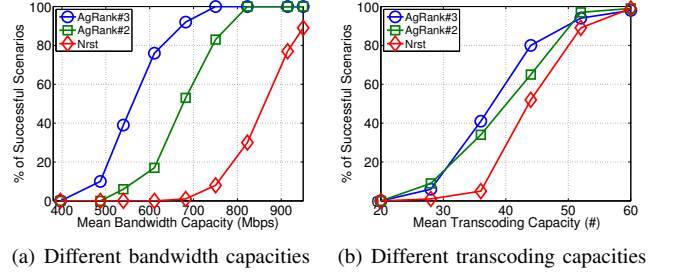 % of Successful Scenarios
100
80
60
40
20
0
AgRank#3
AgRank#2
Nrst
400 500 600 700 800 900
Mean Bandwidth Capacity (Mbps)
(a) Different bandwidth capacities
% of Successful Scenarios
100
80
60
40
20
0
AgRank#3
AgRank#2
Nrst
20 30 40 50 60
Mean Transcoding Capacity (#)
(b) Different transcoding capacities